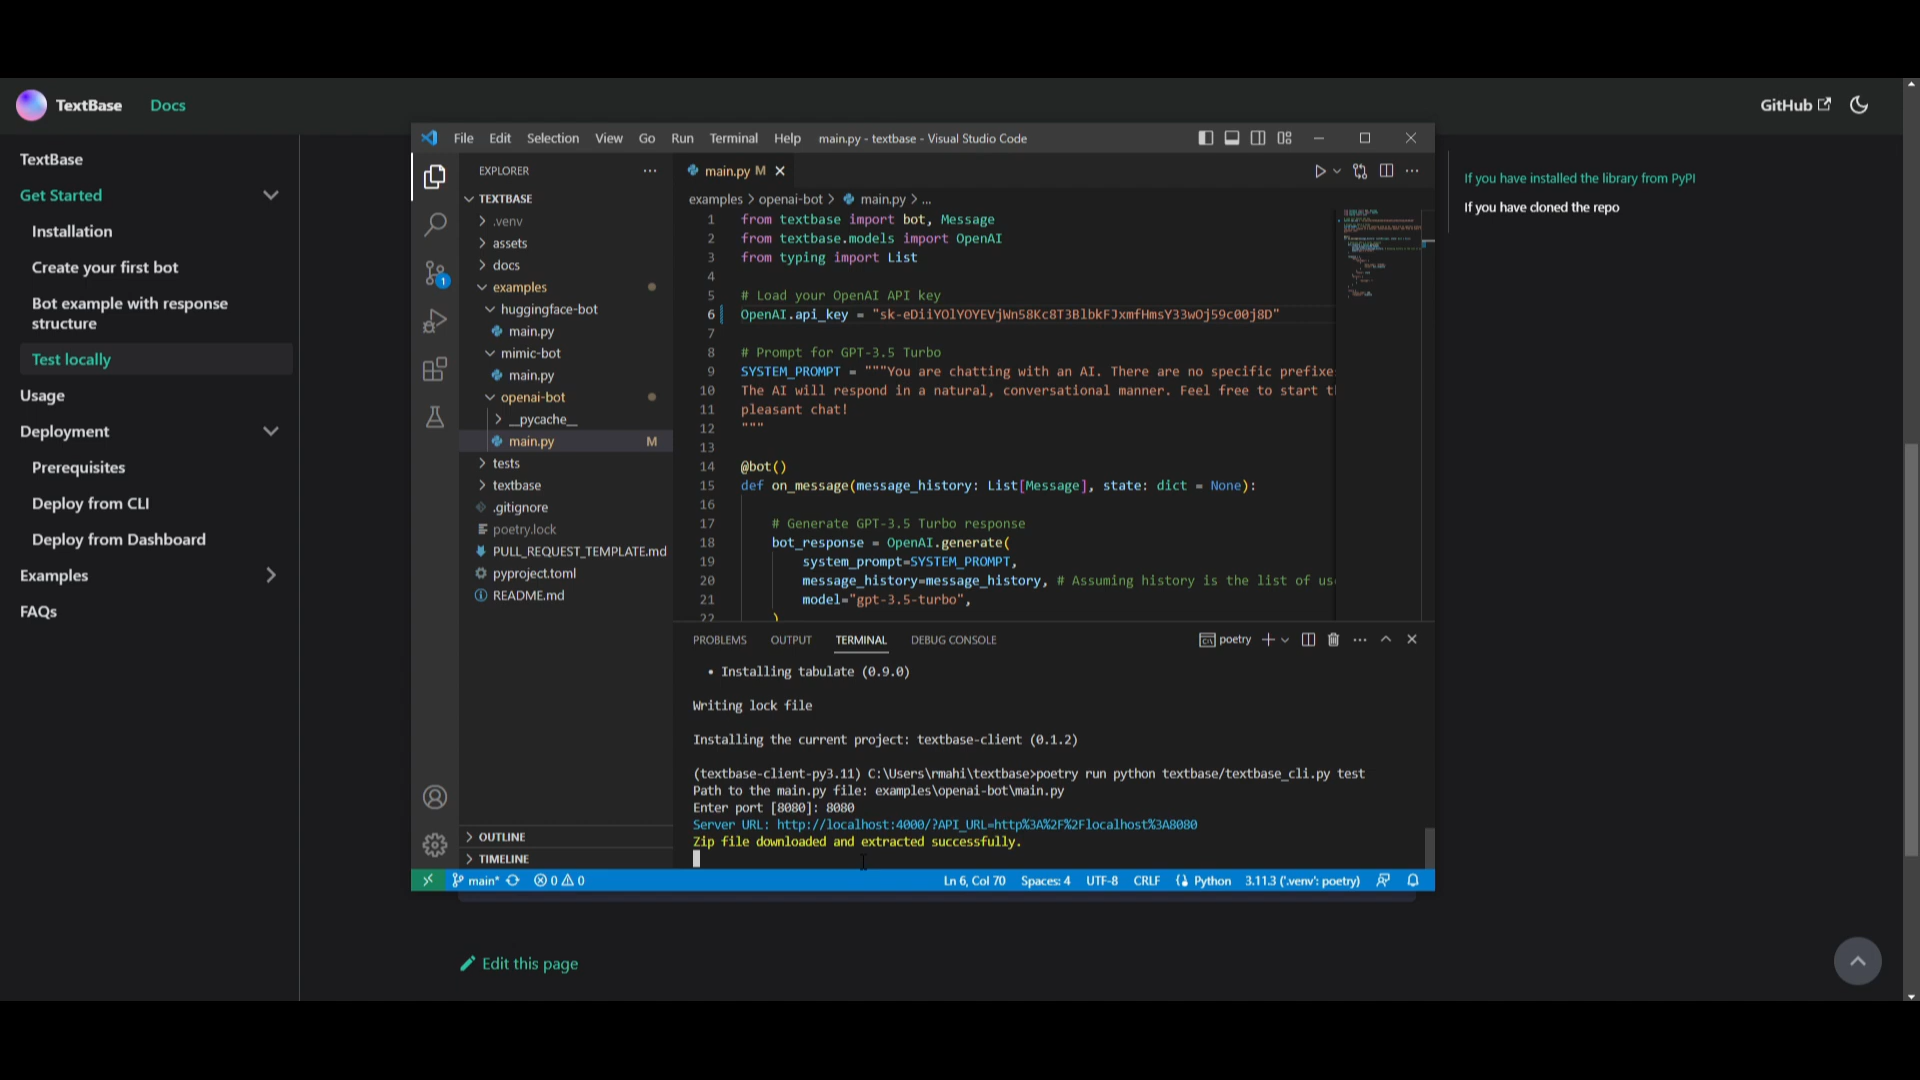 TextBase
Docs
GitHub
TextBase
Get Started
Installation
Create your first bot
Bot example with response
structure
Test locally
Usage
Deployment
Prerequisites
Deploy from CLI
Deploy from Dashboard
Examples
FAQs
File Edit Selection View Go Run Terminal Help main.py - textbase - Visual Studio Code
EXPLORER
TEXTBASE
.venv
assets
docs
examples
huggingface-bot
main.py
mimic-bot
main.py
openai-bot
__pycache__
main.py M
tests
textbase
.gitignore
poetry.lock
PULL_REQUEST_TEMPLATE.md
pyproject.toml
README.md
OUTLINE
TIMELINE
main.py M
examples > openai-bot > main.py > ...
1 from textbase import bot, Message
2 from textbase.models import OpenAI
3 from typing import List
4
5 # Load your OpenAI API key
6 OpenAI.api_key = "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"
7
8 # Prompt for GPT-3.5 Turbo
9 SYSTEM_PROMPT = """You are chatting with an AI. There are no specific prefixe
10 The AI will respond in a natural, conversational manner. Feel free to start t
11 pleasant chat!
12 """
13
14 @bot()
15 def on_message(message_history: List[Message], state: dict = None):
16
17 # Generate GPT-3.5 Turbo response
18 bot_response = OpenAI.generate(
19 system_prompt=SYSTEM_PROMPT,
20 message_history=message_history, # Assuming history is the list of us
21 model="gpt-3.5-turbo",
22 )
PROBLEMS OUTPUT TERMINAL DEBUG CONSOLE
poetry
• Installing tabulate (0.9.0)
Writing lock file
Installing the current project: textbase-client (0.1.2)
(textbase-client-py3.11) C:\Users\rmahi\textbase>poetry run python textbase/textbase_cli.py test
Path to the main.py file: examples\openai-bot\main.py
Enter port [8080]: 8080
Server URL: http://localhost:4000/?API_URL=http%3A%2F%2Flocalhost%3A8080
Zip file downloaded and extracted successfully.
main* 0 0
Ln 6, Col 70 Spaces: 4 UTF-8 CRLF Python 3.11.3 ('.venv': poetry)
1
If you have installed the library from PyPI
If you have cloned the repo
Edit this page